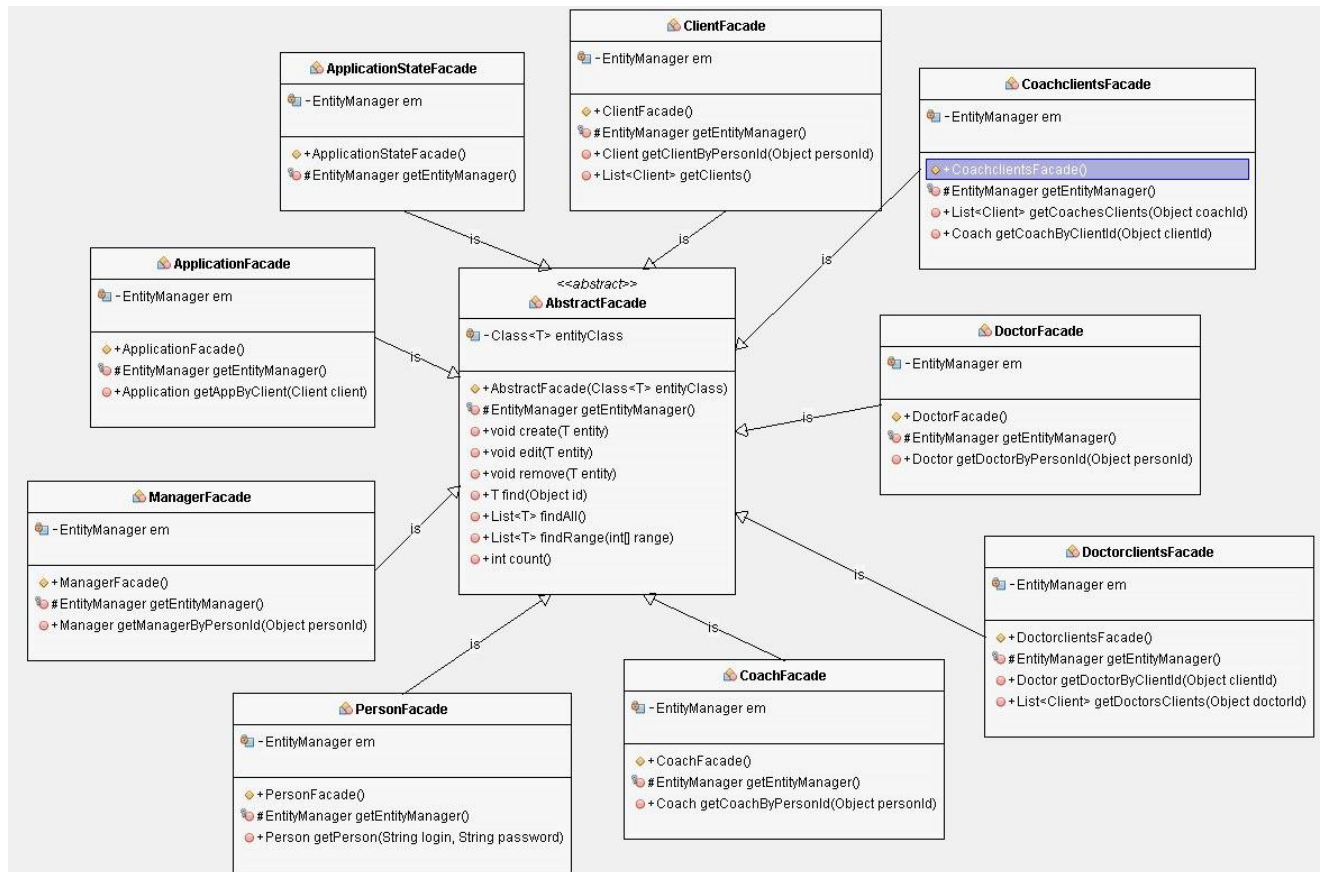 ClientFacade
- EntityManager em
+ClientFacade()
#EntityManager getEntityManager()
+Client getClientByPersonId(Object personId)
+List<Client> getClients()
ApplicationStateFacade
- EntityManager em
+ApplicationStateFacade()
#EntityManager getEntityManager()
CoachclientsFacade
- EntityManager em
+CoachclientsFacade()
#EntityManager getEntityManager()
+List<Client> getCoachesClients(Object coachId)
+Coach getCoachByClientId(Object clientId)
is
is
is
ApplicationFacade
- EntityManager em
+ApplicationFacade()
#EntityManager getEntityManager()
+Application getAppByClient(Client client)
is
<<abstract>>
AbstractFacade
- Class<T> entityClass
+AbstractFacade(Class<T> entityClass)
#EntityManager getEntityManager()
+void create(T entity)
+void edit(T entity)
+void remove(T entity)
+T find(Object id)
+List<T> findAll()
+List<T> findRange(int[] range)
+int count()
DoctorFacade
- EntityManager em
+DoctorFacade()
#EntityManager getEntityManager()
+Doctor getDoctorByPersonId(Object personId)
is
ManagerFacade
- EntityManager em
+ManagerFacade()
#EntityManager getEntityManager()
+Manager getManagerByPersonId(Object personId)
is
DoctorclientsFacade
- EntityManager em
+DoctorclientsFacade()
#EntityManager getEntityManager()
+Doctor getDoctorByClientId(Object clientId)
+List<Client> getDoctorsClients(Object doctorId)
is
is
is
PersonFacade
- EntityManager em
+PersonFacade()
#EntityManager getEntityManager()
+Person getPerson(String login, String password)
CoachFacade
- EntityManager em
+CoachFacade()
#EntityManager getEntityManager()
+Coach getCoachByPersonId(Object personId)